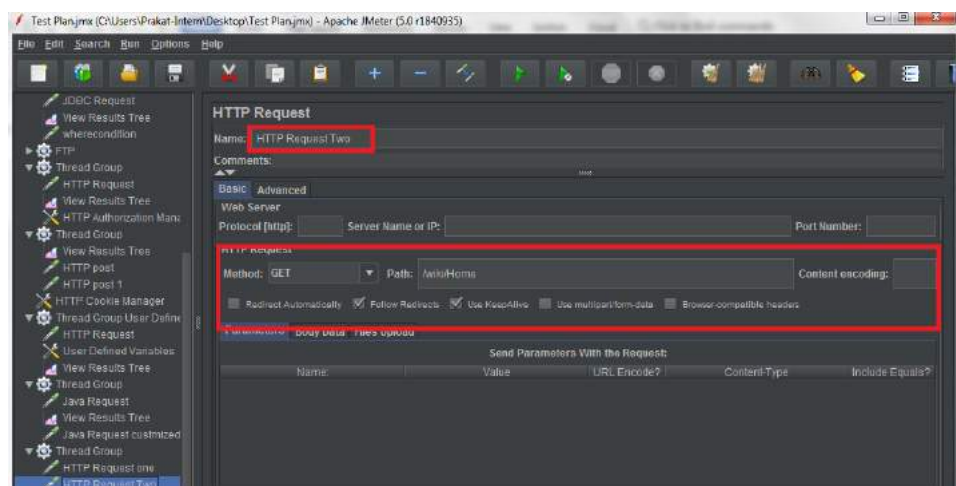 Test Plan.jmx (C:\Users\Prakat-Intern\Desktop\Test Plan.jmx) - Apache JMeter (5.0 r1840935)
File Edit Search Run Options Help
JDBC Request
View Results Tree
wherecondition
FTP
Thread Group
HTTP Request
View Results Tree
HTTP Authorization Mana
Thread Group
View Results Tree
HTTP post
HTTP post 1
HTTP Cookie Manager
Thread Group User Define
HTTP Request
User Defined Variables
View Results Tree
Thread Group
Java Request
View Results Tree
Java Request custmized
Thread Group
HTTP Request one
HTTP Request Two
HTTP Request
Name: HTTP Request Two
Comments:
Basic Advanced
Web Server
Protocol [http]: Server Name or IP: Port Number:
HTTP Request
Method: GET Path: /wiki/Home Content encoding:
Redirect Automatically Follow Redirects Use KeepAlive Use multipart/form-data Browser-compatible headers
Parameters Body Data Files Upload
Send Parameters With the Request:
Name: Value URL Encode? Content-Type Include Equals?